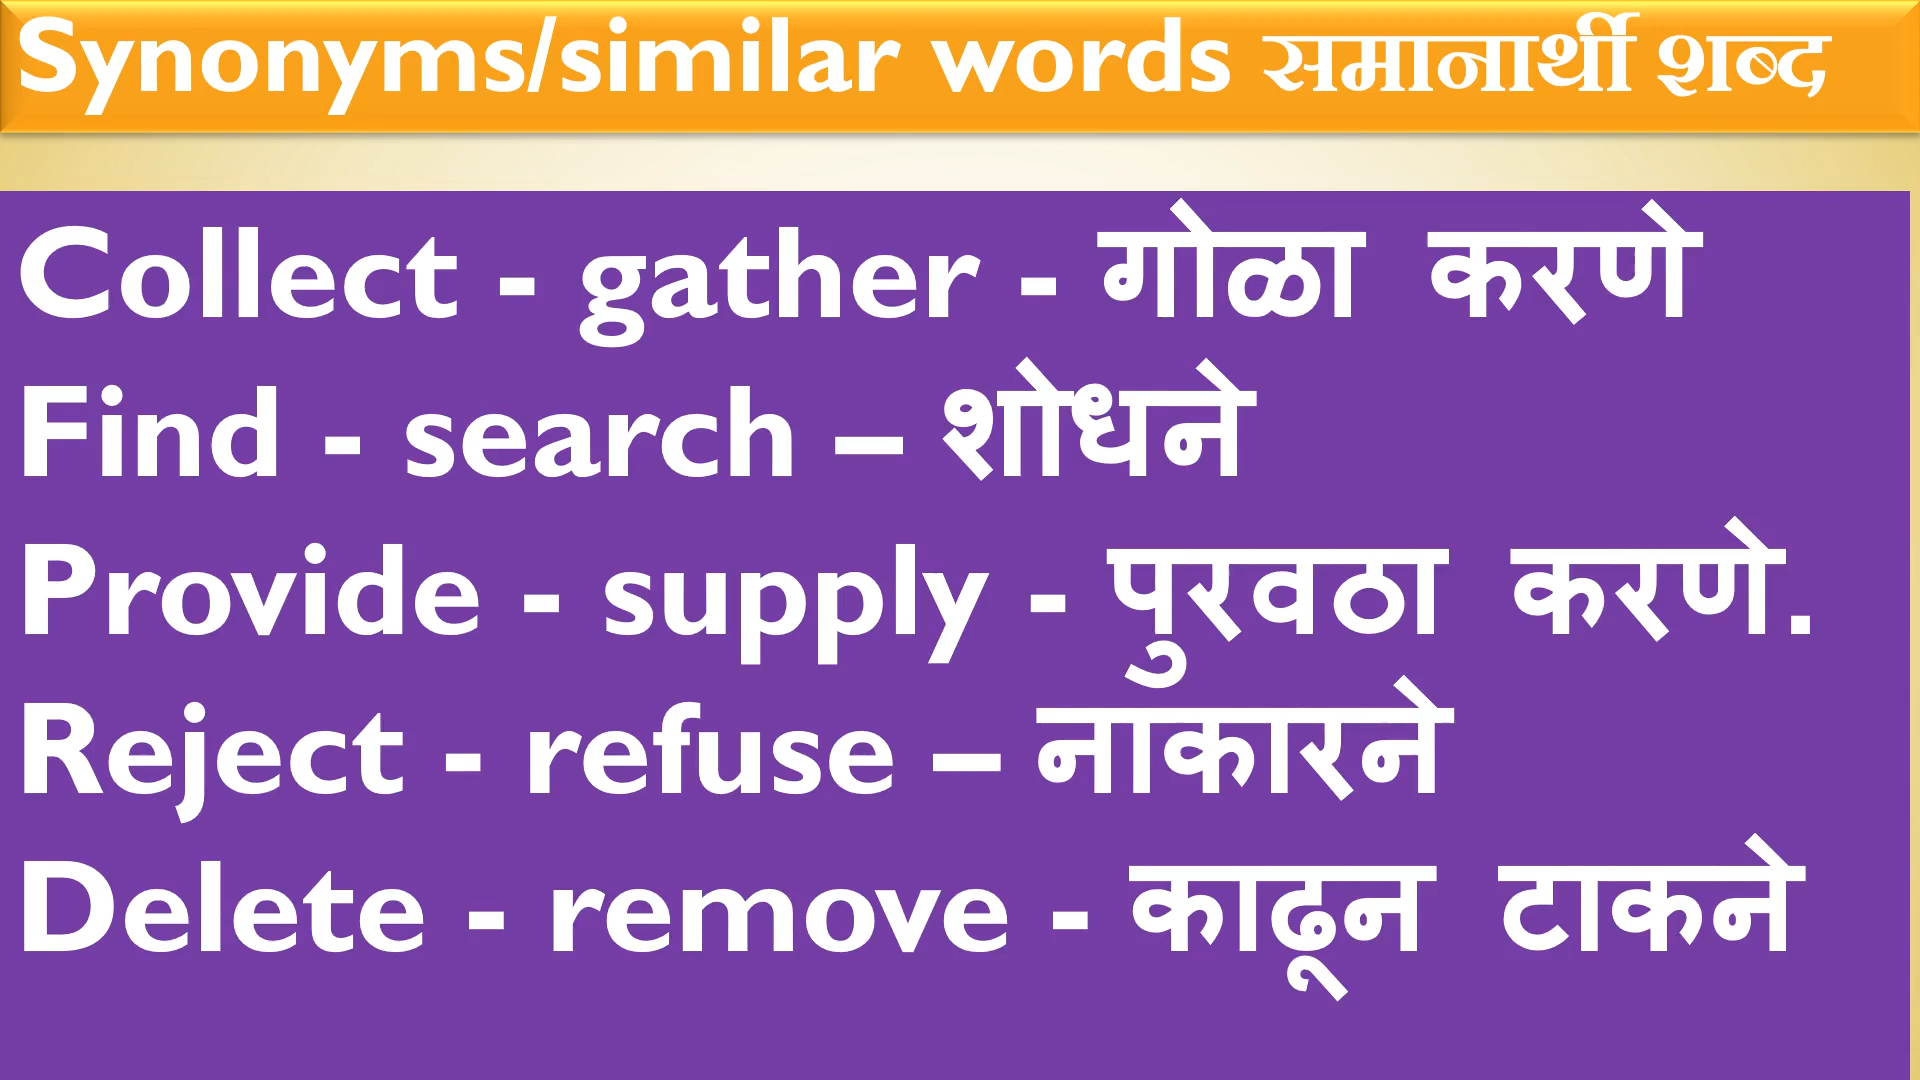 Synonyms/similar words समानार्थी शब्द
Collect - gather - गोळा करणे
Find - search – शोधने
Provide - supply - पुरवठा करणे.
Reject - refuse – नाकारने
Delete - remove - काढून टाकने